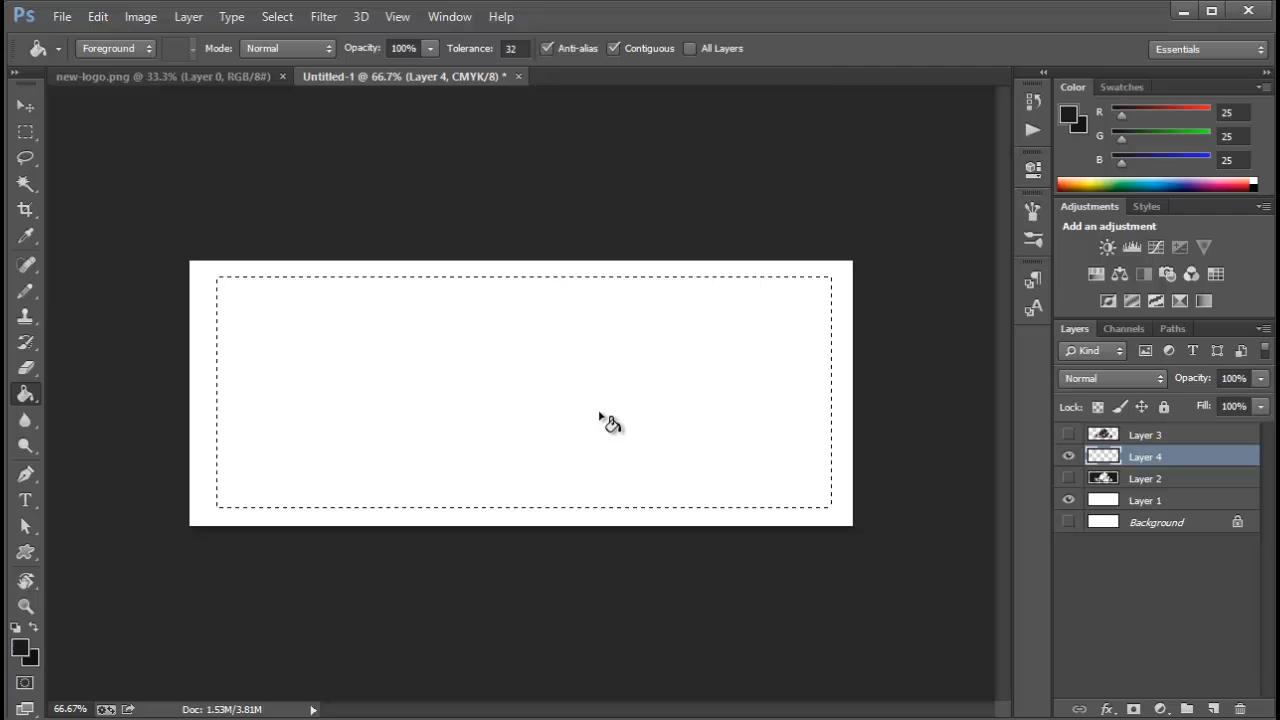 Ps File Edit Image Layer Type Select Filter 3D View Window Help
Foreground Mode: Normal Opacity: 100% Tolerance: 32 Anti-alias Contiguous All Layers Essentials
new-logo.png @ 33.3% (Layer 0, RGB/8#) × Untitled-1 @ 66.7% (Layer 4, CMYK/8) * ×
Color Swatches
R 25
G 25
B 25
Adjustments Styles
Add an adjustment
Layers Channels Paths
Kind
Normal Opacity: 100%
Lock: Fill: 100%
Layer 3
Layer 4
Layer 2
Layer 1
Background
66.67% Doc: 1.53M/3.81M